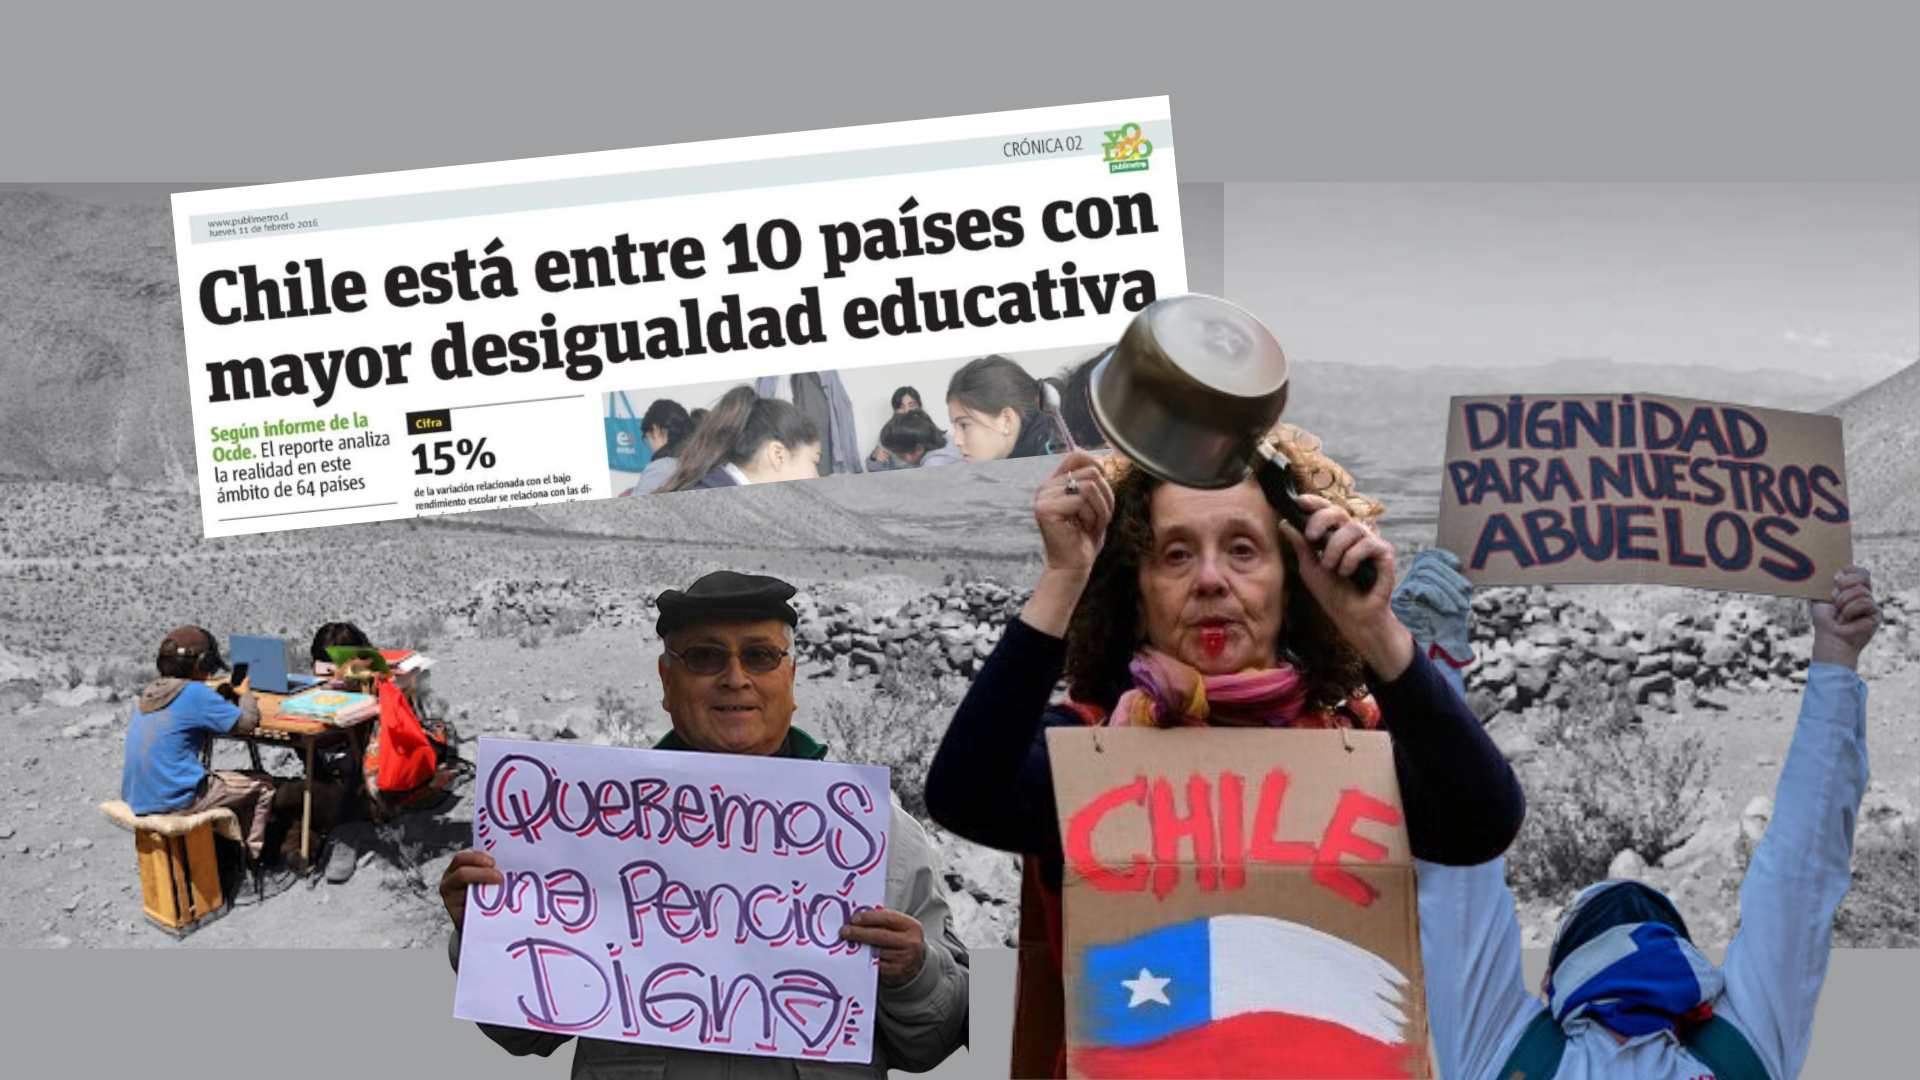 CRÓNICA 02
YO
LEO
publimetro
www.publimetro.cl
Jueves 11 de febrero 2016
Chile está entre 10 países con
mayor desigualdad educativa
Según informe de la
Ocde. El reporte analiza
la realidad en este
ámbito de 64 países
Cifra
15%
de la variación relacionada con el bajo
rendimiento escolar se relaciona con las di-
DIGNIDAD
PARA NUESTROS
ABUELOS
QUEREMOS
una Pención
Digna
CHILE